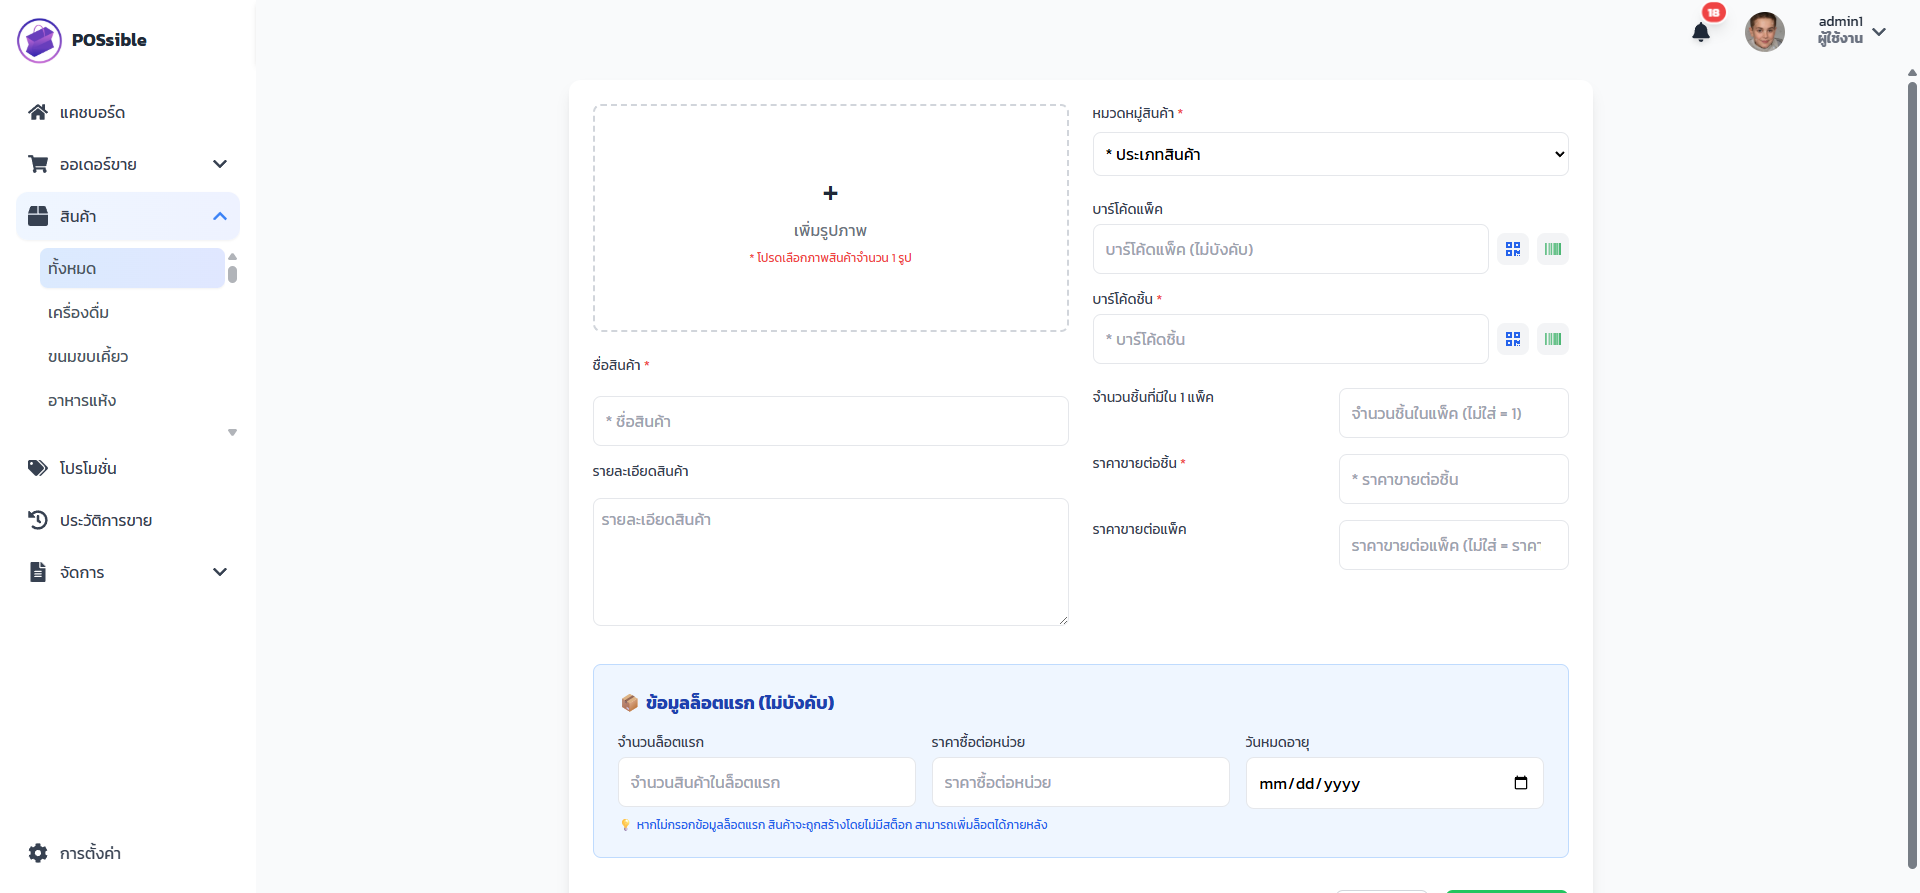 POSsible
18
admin1
ผู้ใช้งาน
แคชบอร์ด
ออเดอร์ขาย
สินค้า
ทั้งหมด
เครื่องดื่ม
ขนมขบเคี้ยว
อาหารแห้ง
โปรโมชั่น
ประวัติการขาย
จัดการ
การตั้งค่า
+
เพิ่มรูปภาพ
* โปรดเลือกภาพสินค้าจำนวน 1 รูป
ชื่อสินค้า *
* ชื่อสินค้า
รายละเอียดสินค้า
รายละเอียดสินค้า
หมวดหมู่สินค้า *
* ประเภทสินค้า
บาร์โค้ดแพ็ค
บาร์โค้ดแพ็ค (ไม่บังคับ)
บาร์โค้ดชิ้น *
* บาร์โค้ดชิ้น
จำนวนชิ้นที่มีใน 1 แพ็ค
จำนวนชิ้นในแพ็ค (ไม่ใส่ = 1)
ราคาขายต่อชิ้น *
* ราคาขายต่อชิ้น
ราคาขายต่อแพ็ค
ราคาขายต่อแพ็ค (ไม่ใส่ = ราค
ข้อมูลล็อตแรก (ไม่บังคับ)
จำนวนล็อตแรก
จำนวนสินค้าในล็อตแรก
ราคาซื้อต่อหน่วย
ราคาซื้อต่อหน่วย
วันหมดอายุ
mm/dd/yyyy
หากไม่กรอกข้อมูลล็อตแรก สินค้าจะถูกสร้างโดยไม่มีสต็อก สามารถเพิ่มล็อตได้ภายหลัง